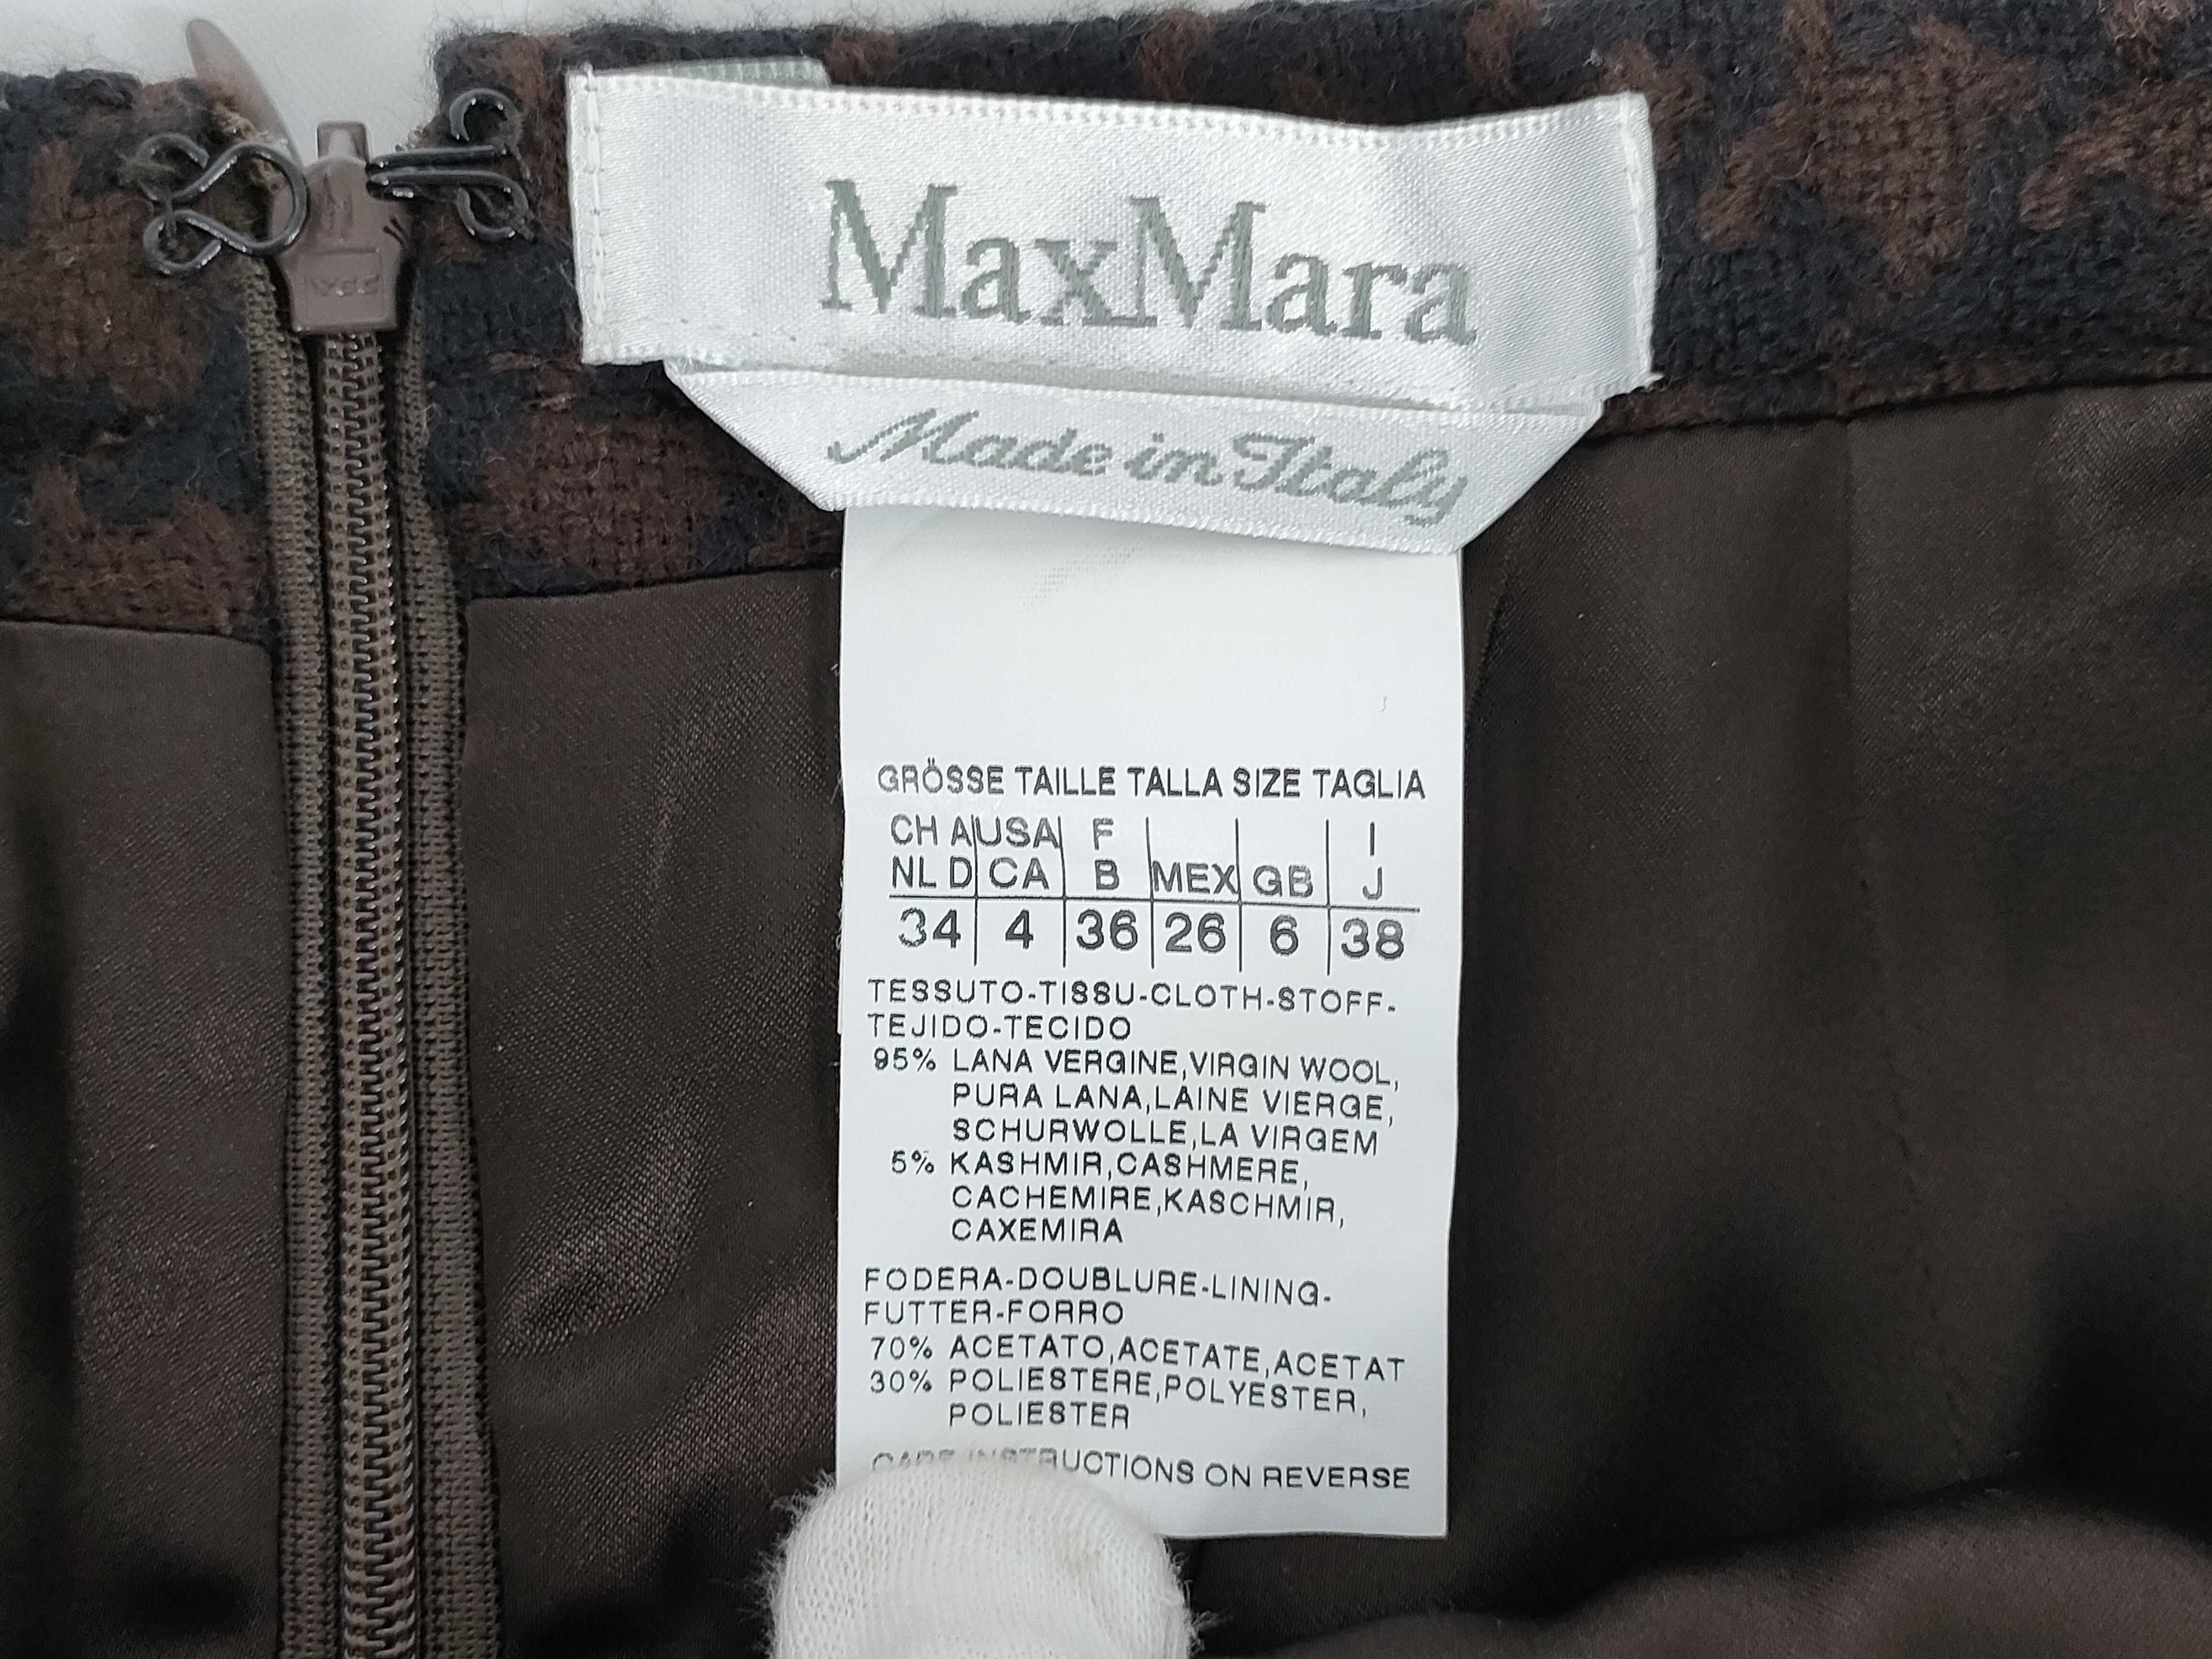 MaxMara
Made in Italy
GRÖSSE TAILLE TALLA SIZE TAGLIA
CH A USA F I
NL D CA B MEX GB J
34 4 36 26 6 38
TESSUTO-TISSU-CLOTH-STOFF-
TEJIDO-TECIDO
95% LANA VERGINE,VIRGIN WOOL,
PURA LANA,LAINE VIERGE,
SCHURWOLLE,LA VIRGEM
5% KASHMIR,CASHMERE,
CACHEMIRE,KASCHMIR,
CAXEMIRA
FODERA-DOUBLURE-LINING-
FUTTER-FORRO
70% ACETATO,ACETATE,ACETAT
30% POLIESTERE,POLYESTER,
POLIESTER
CARE INSTRUCTIONS ON REVERSE